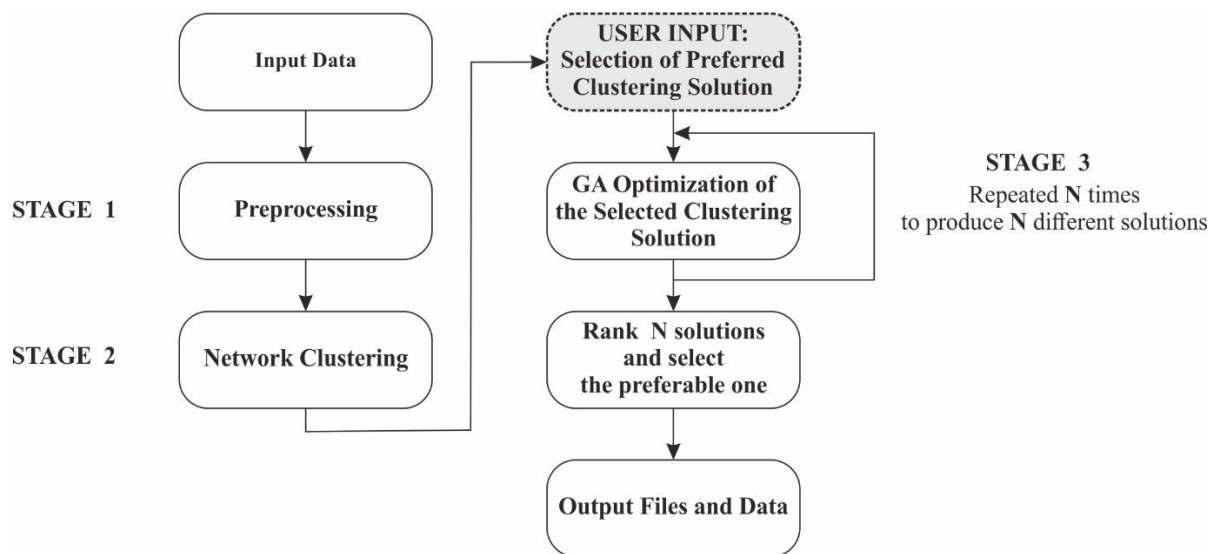 Input Data
STAGE 1
Preprocessing
STAGE 2
Network Clustering
USER INPUT:
Selection of Preferred
Clustering Solution
GA Optimization of
the Selected Clustering
Solution
STAGE 3
Repeated N times
to produce N different solutions
Rank N solutions
and select
the preferable one
Output Files and Data